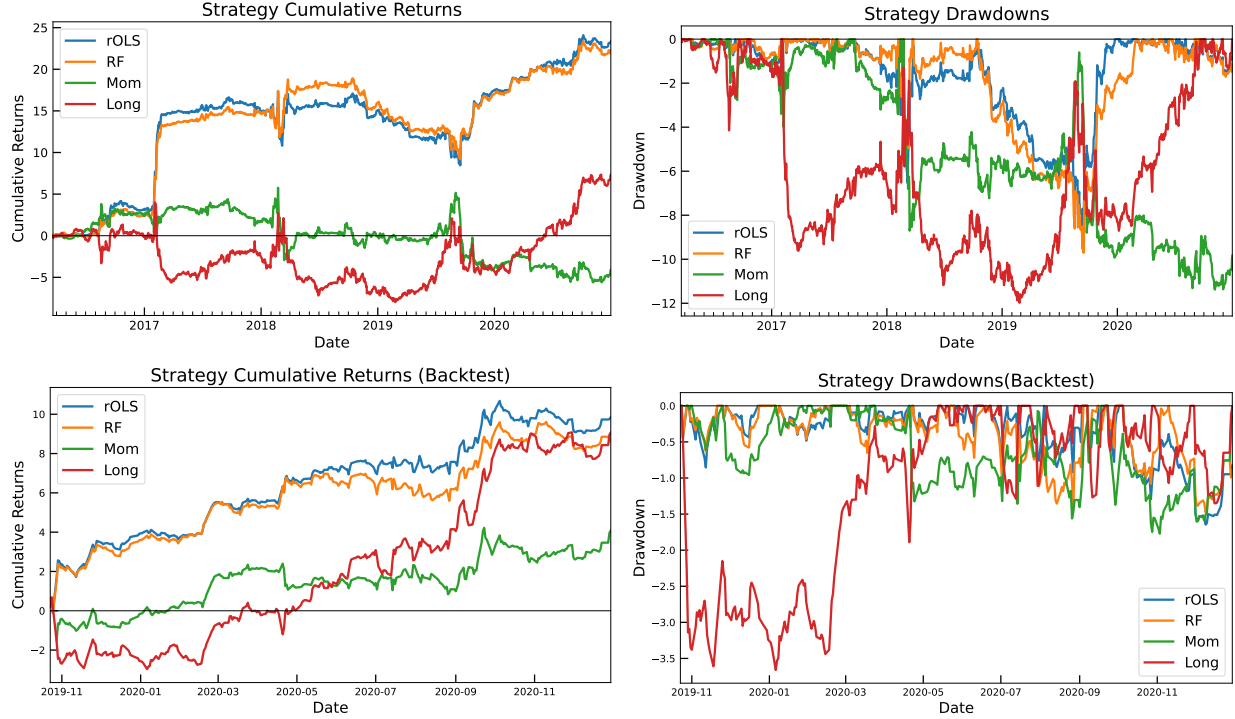 Strategy Cumulative Returns
25
20
15
10
5
0
−5
Cumulative Returns
rOLS
RF
Mom
Long
2017
2018
2019
2020
Date
Strategy Drawdowns
0
−2
−4
−6
−8
−10
−12
Drawdown
rOLS
RF
Mom
Long
2017
2018
2019
2020
Date
Strategy Cumulative Returns (Backtest)
10
8
6
4
2
0
−2
Cumulative Returns
rOLS
RF
Mom
Long
2019-11
2020-01
2020-03
2020-05
2020-07
2020-09
2020-11
Date
Strategy Drawdowns(Backtest)
0.0
−0.5
−1.0
−1.5
−2.0
−2.5
−3.0
−3.5
Drawdown
rOLS
RF
Mom
Long
2019-11
2020-01
2020-03
2020-05
2020-07
2020-09
2020-11
Date